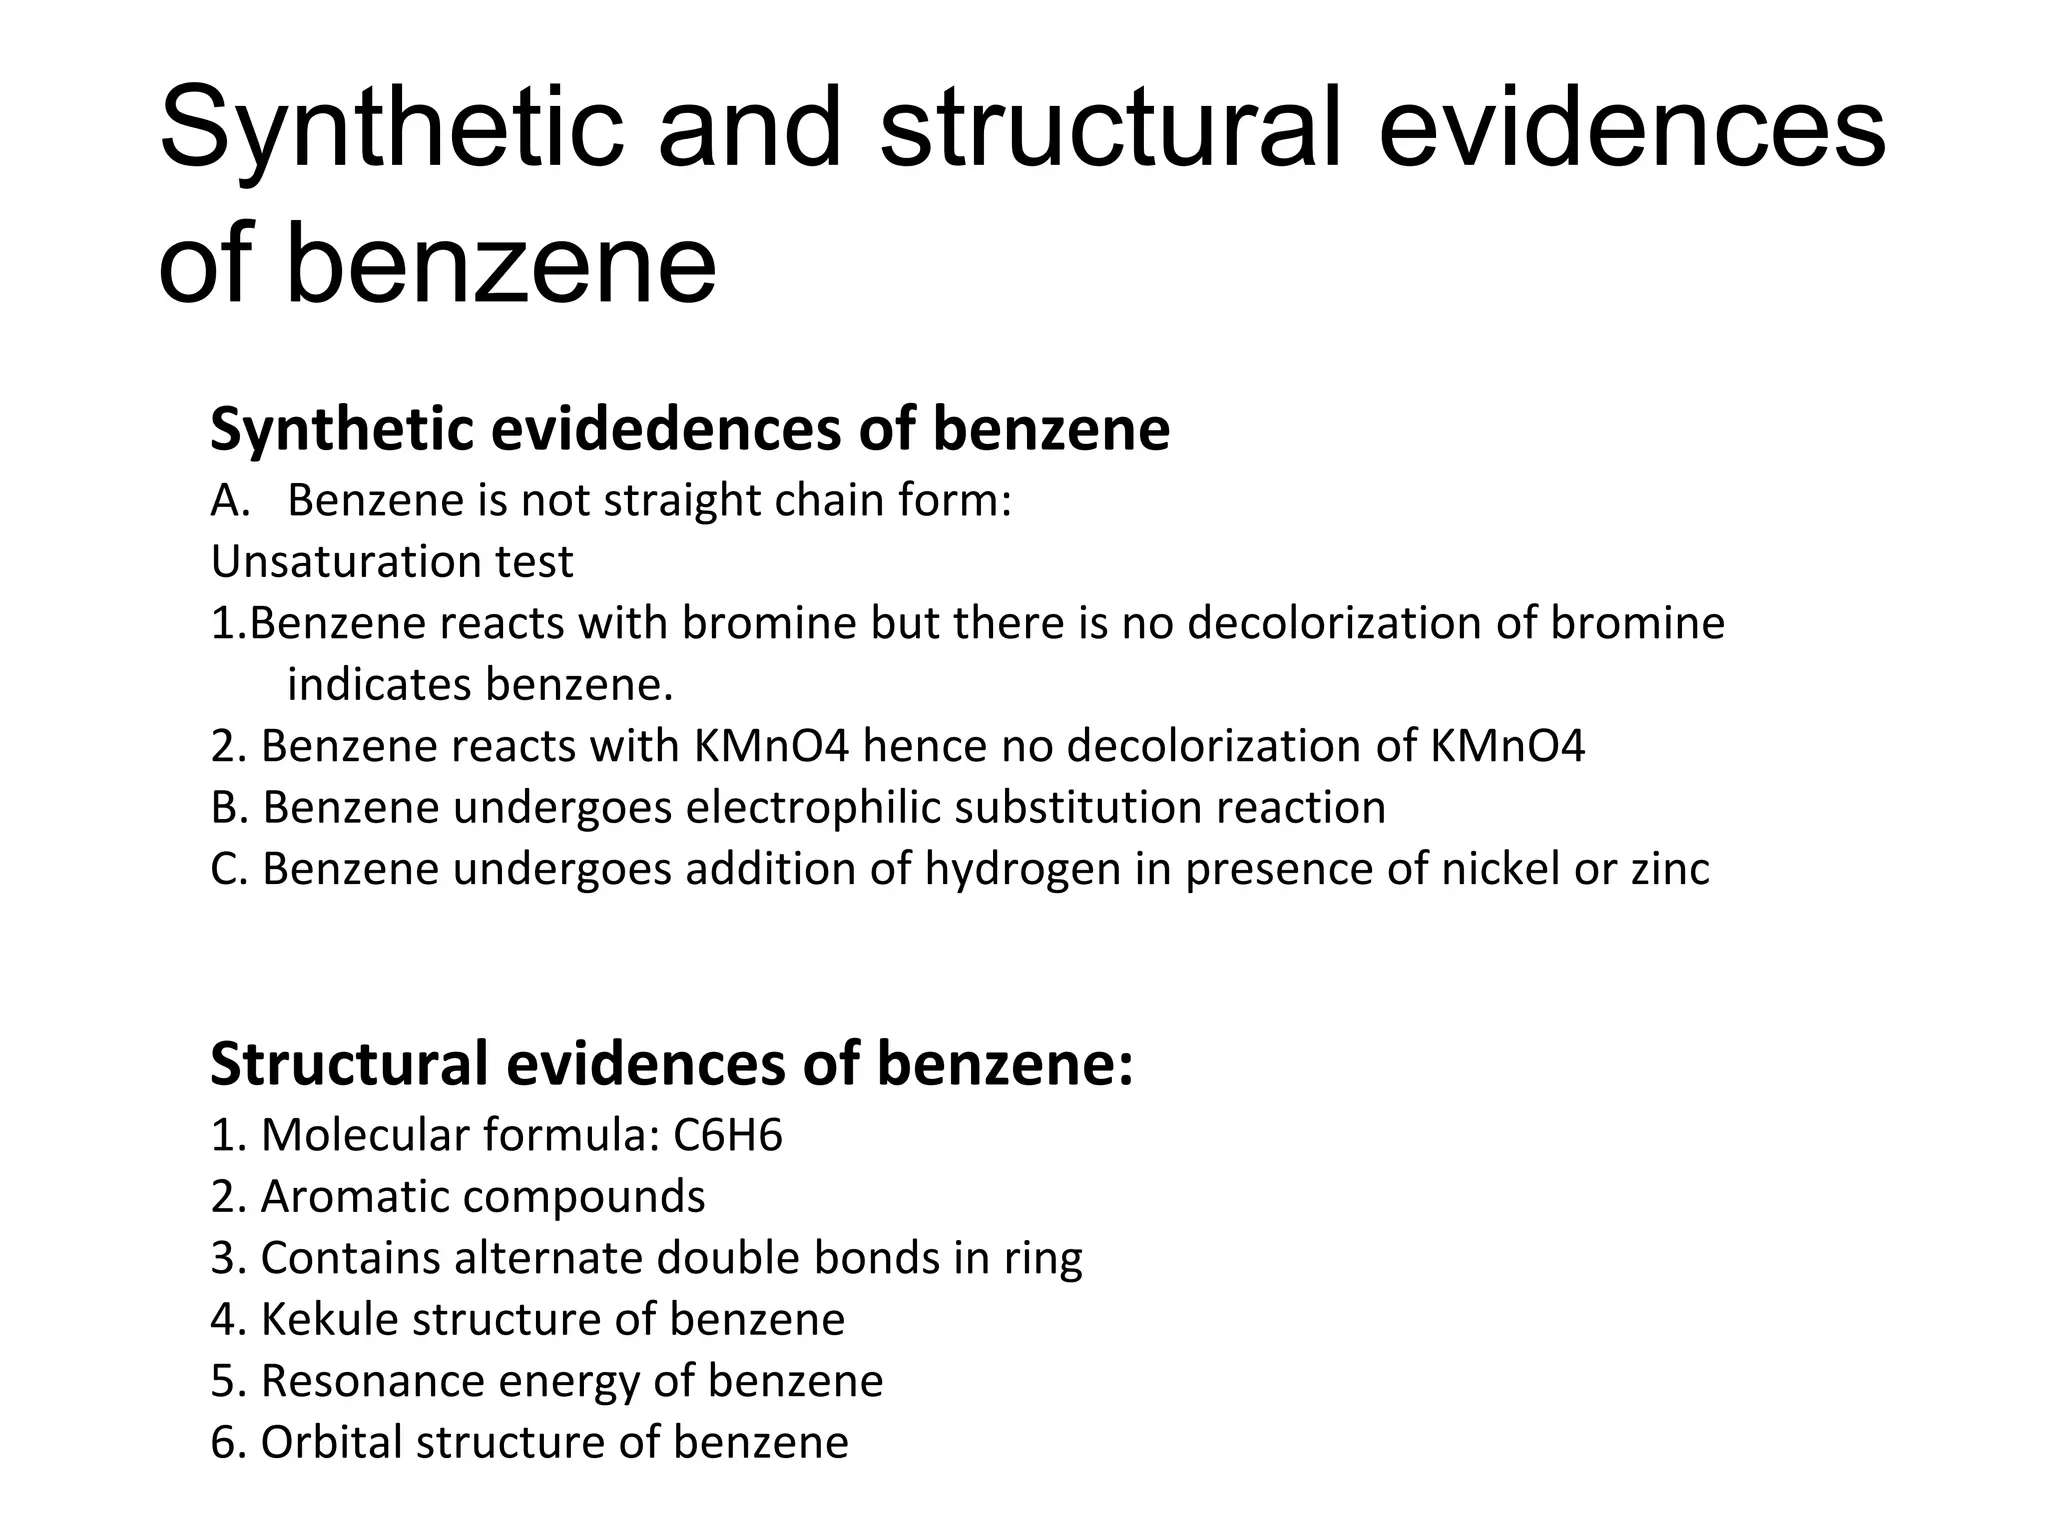 Synthetic and structural evidences
of benzene
Synthetic evidedences of benzene
A. Benzene is not straight chain form:
Unsaturation test
1.Benzene reacts with bromine but there is no decolorization of bromine
indicates benzene.
2. Benzene reacts with KMnO4 hence no decolorization of KMnO4
B. Benzene undergoes electrophilic substitution reaction
C. Benzene undergoes addition of hydrogen in presence of nickel or zinc
Structural evidences of benzene:
1. Molecular formula: C6H6
2. Aromatic compounds
3. Contains alternate double bonds in ring
4. Kekule structure of benzene
5. Resonance energy of benzene
6. Orbital structure of benzene